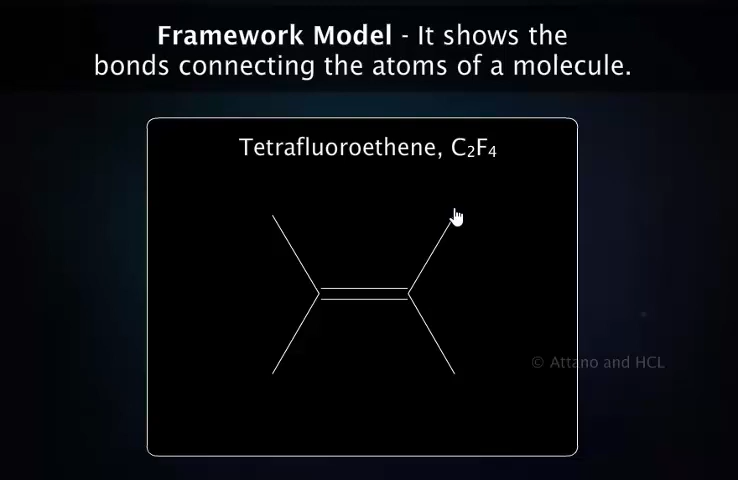 Framework Model - It shows the
bonds connecting the atoms of a molecule.
Tetrafluoroethene, C₂F₄
© Attano and HCL